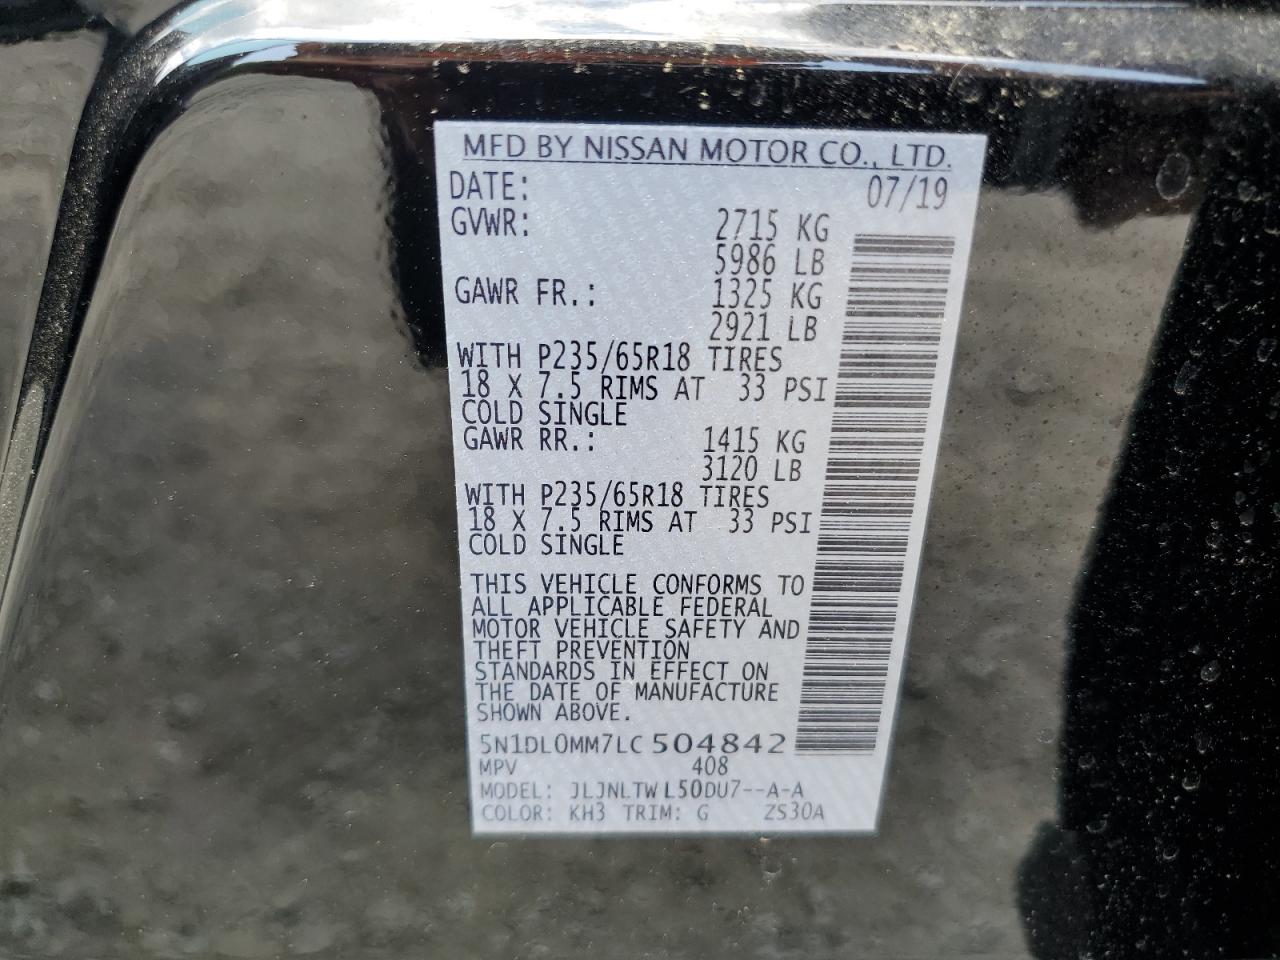 MFD BY NISSAN MOTOR CO., LTD.
DATE: 07/19
GVWR: 2715 KG
5986 LB
GAWR FR.: 1325 KG
2921 LB
WITH P235/65R18 TIRES
18 X 7.5 RIMS AT 33 PSI
COLD SINGLE
GAWR RR.: 1415 KG
3120 LB
WITH P235/65R18 TIRES
18 X 7.5 RIMS AT 33 PSI
COLD SINGLE
THIS VEHICLE CONFORMS TO
ALL APPLICABLE FEDERAL
MOTOR VEHICLE SAFETY AND
THEFT PREVENTION
STANDARDS IN EFFECT ON
THE DATE OF MANUFACTURE
SHOWN ABOVE.
5N1DL0MM7LC 504842
MPV 408
MODEL: JLJNLTW L50DU7--A-A
COLOR: KH3 TRIM: G ZS30A